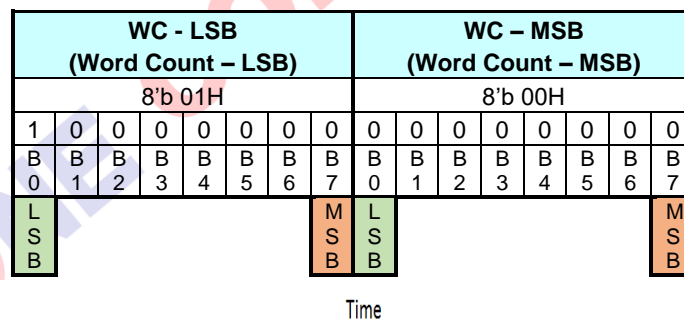 WC - LSB WC – MSB
(Word Count – LSB) (Word Count – MSB)
8’b 01H 8’b 00H
1 0 0 0 0 0 0 0 0 0 0 0 0 0 0 0
B B B B B B B B B B B B B B B B
0 1 2 3 4 5 6 7 0 1 2 3 4 5 6 7
L M L M
S S S S
B B B B
Time